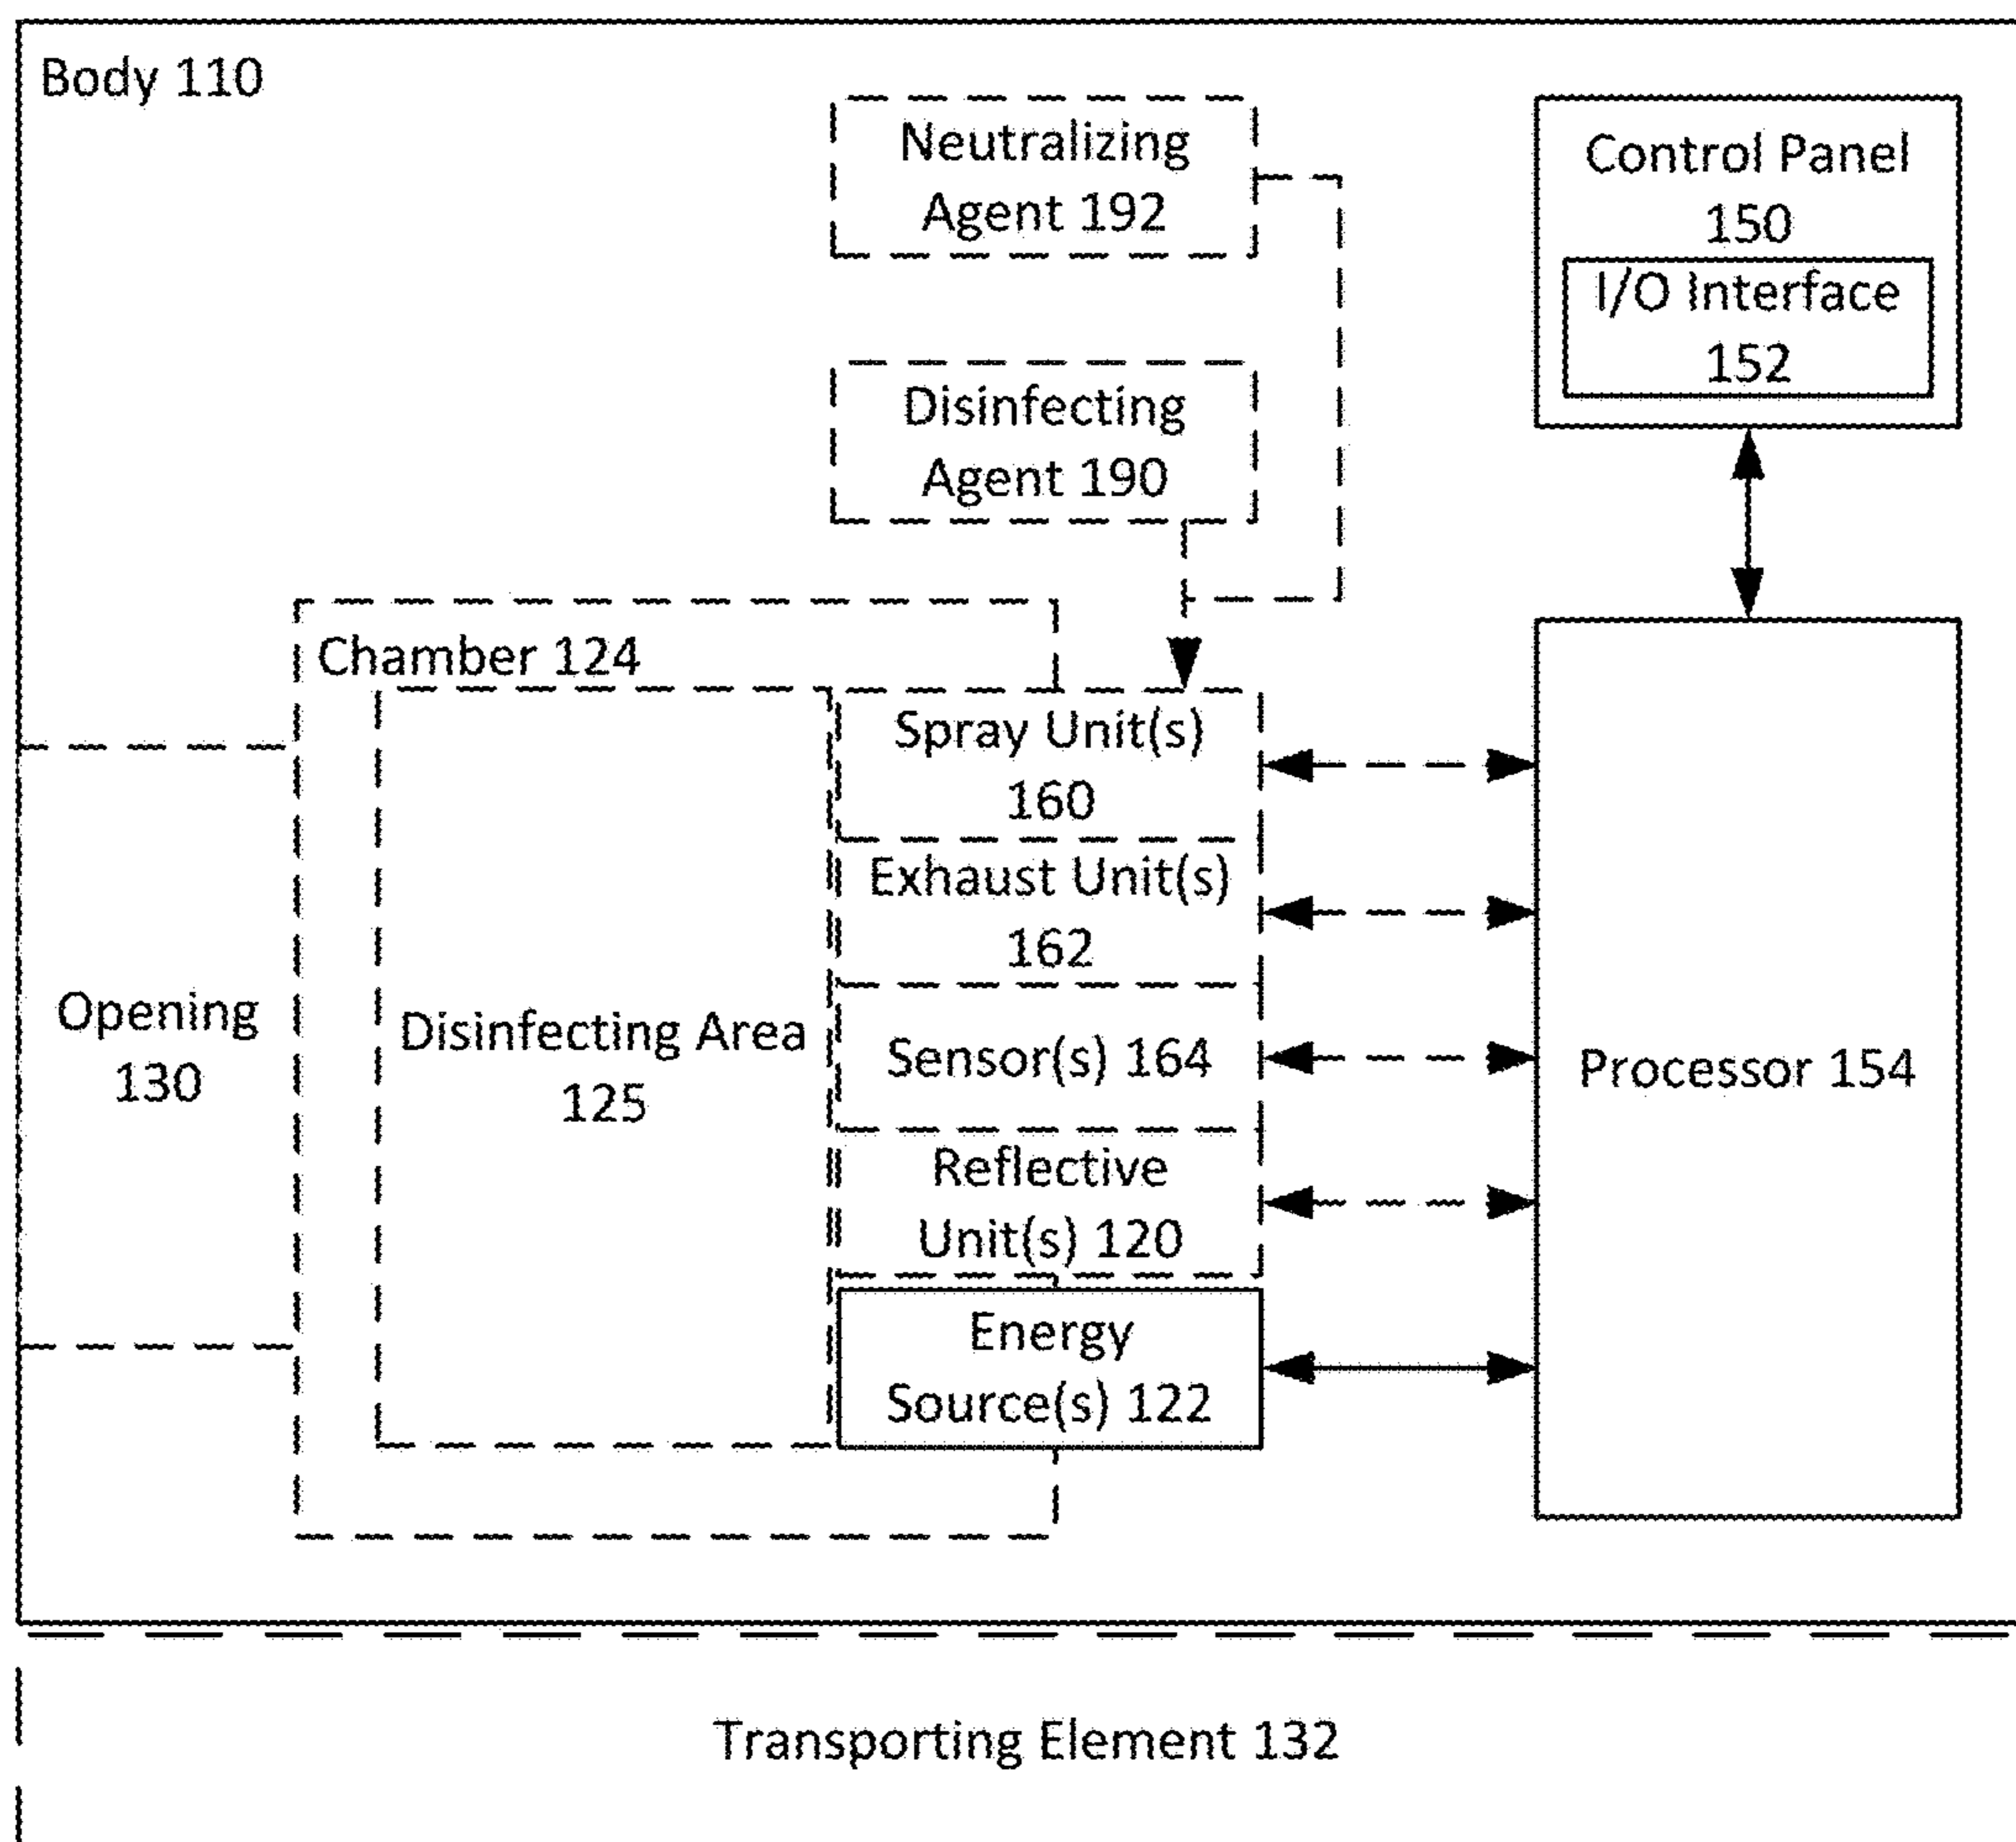 Body 110
Neutralizing
Agent 192
Control Panel
150
I/O Interface
152
Disinfecting
Agent 190
Chamber 124
Spray Unit(s)
160
Exhaust Unit(s)
162
Opening
130
Disinfecting Area
125
Sensor(s) 164
Processor 154
Reflective
Unit(s) 120
Energy
Source(s) 122
Transporting Element 132